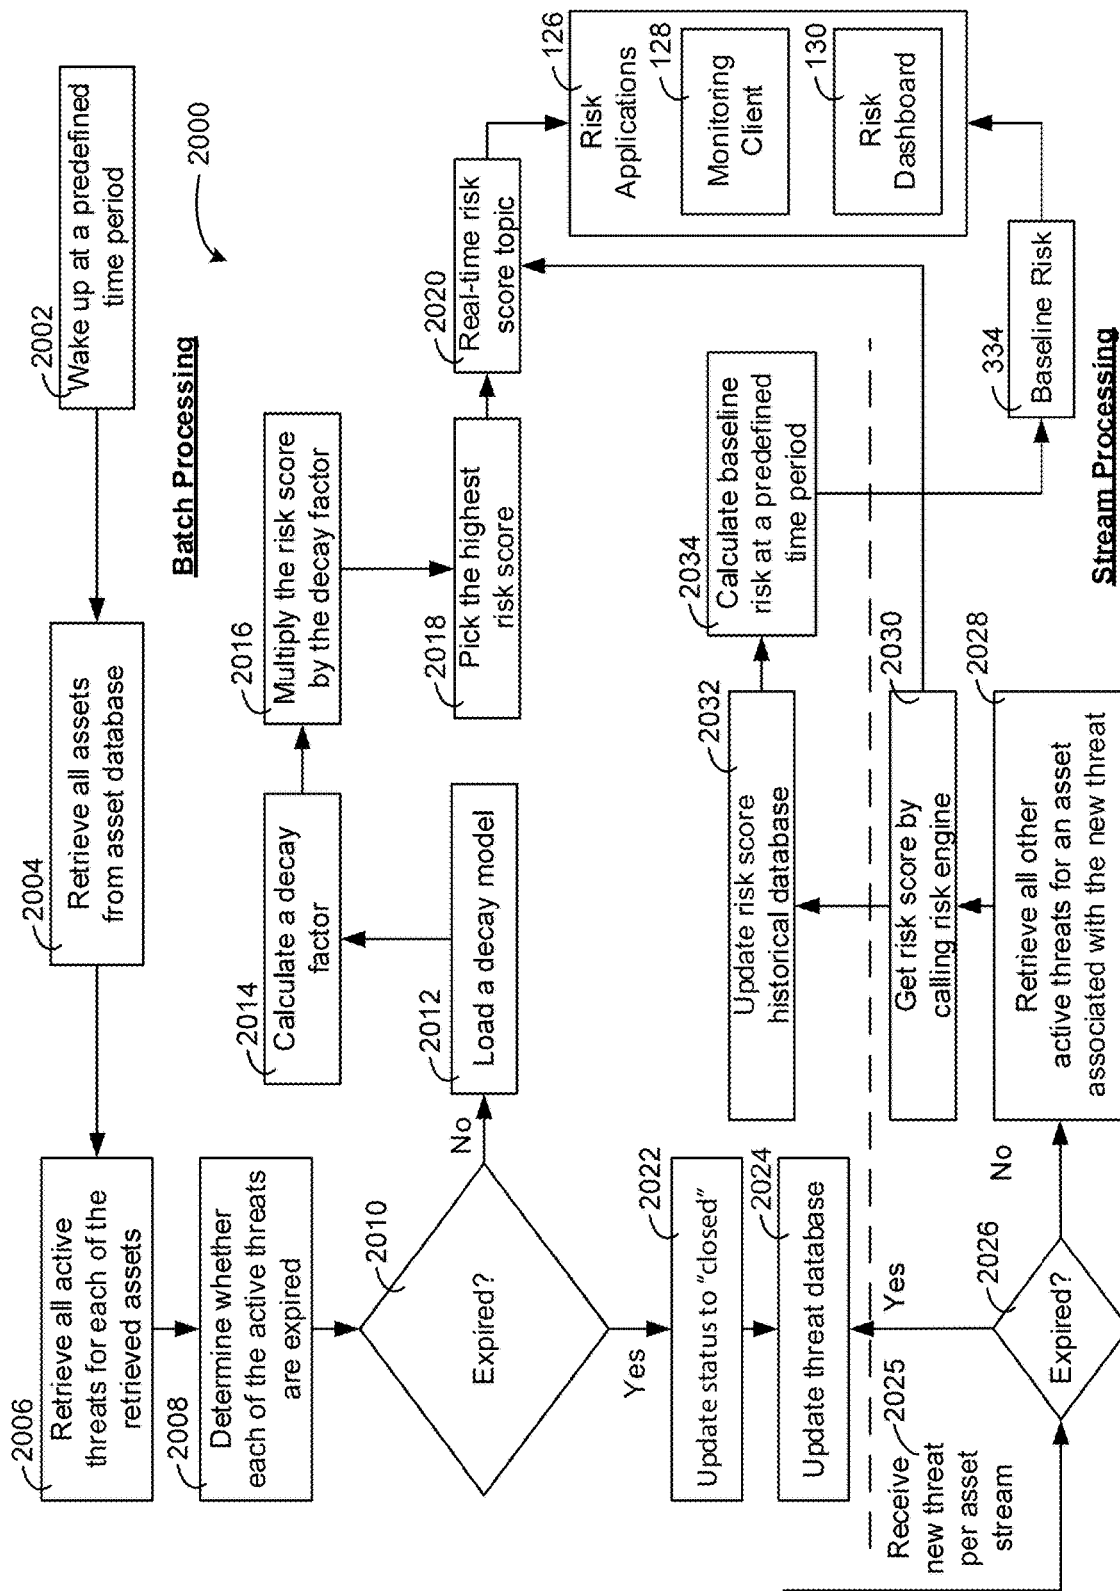 2000
Batch Processing
2002
Wake up at a predefined
time period
2004
Retrieve all assets
from asset database
2006
Retrieve all active
threats for each of the
retrieved assets
2008
Determine whether
each of the active threats
are expired
2010
Expired?
No
Yes
2012
Load a decay model
2014
Calculate a decay
factor
2016
Multiply the risk score
by the decay factor
2018
Pick the highest
risk score
2020
Real-time risk
score topic
126
Risk
Applications
128
Monitoring
Client
130
Risk
Dashboard
2022
Update status to "closed"
2024
Update threat database
2032
Update risk score
historical database
2034
Calculate baseline
risk at a predefined
time period
334
Baseline Risk
Stream Processing
2025
Receive
new threat
per asset
stream
2026
Expired?
Yes
No
2028
Retrieve all other
active threats for an asset
associated with the new threat
2030
Get risk score by
calling risk engine